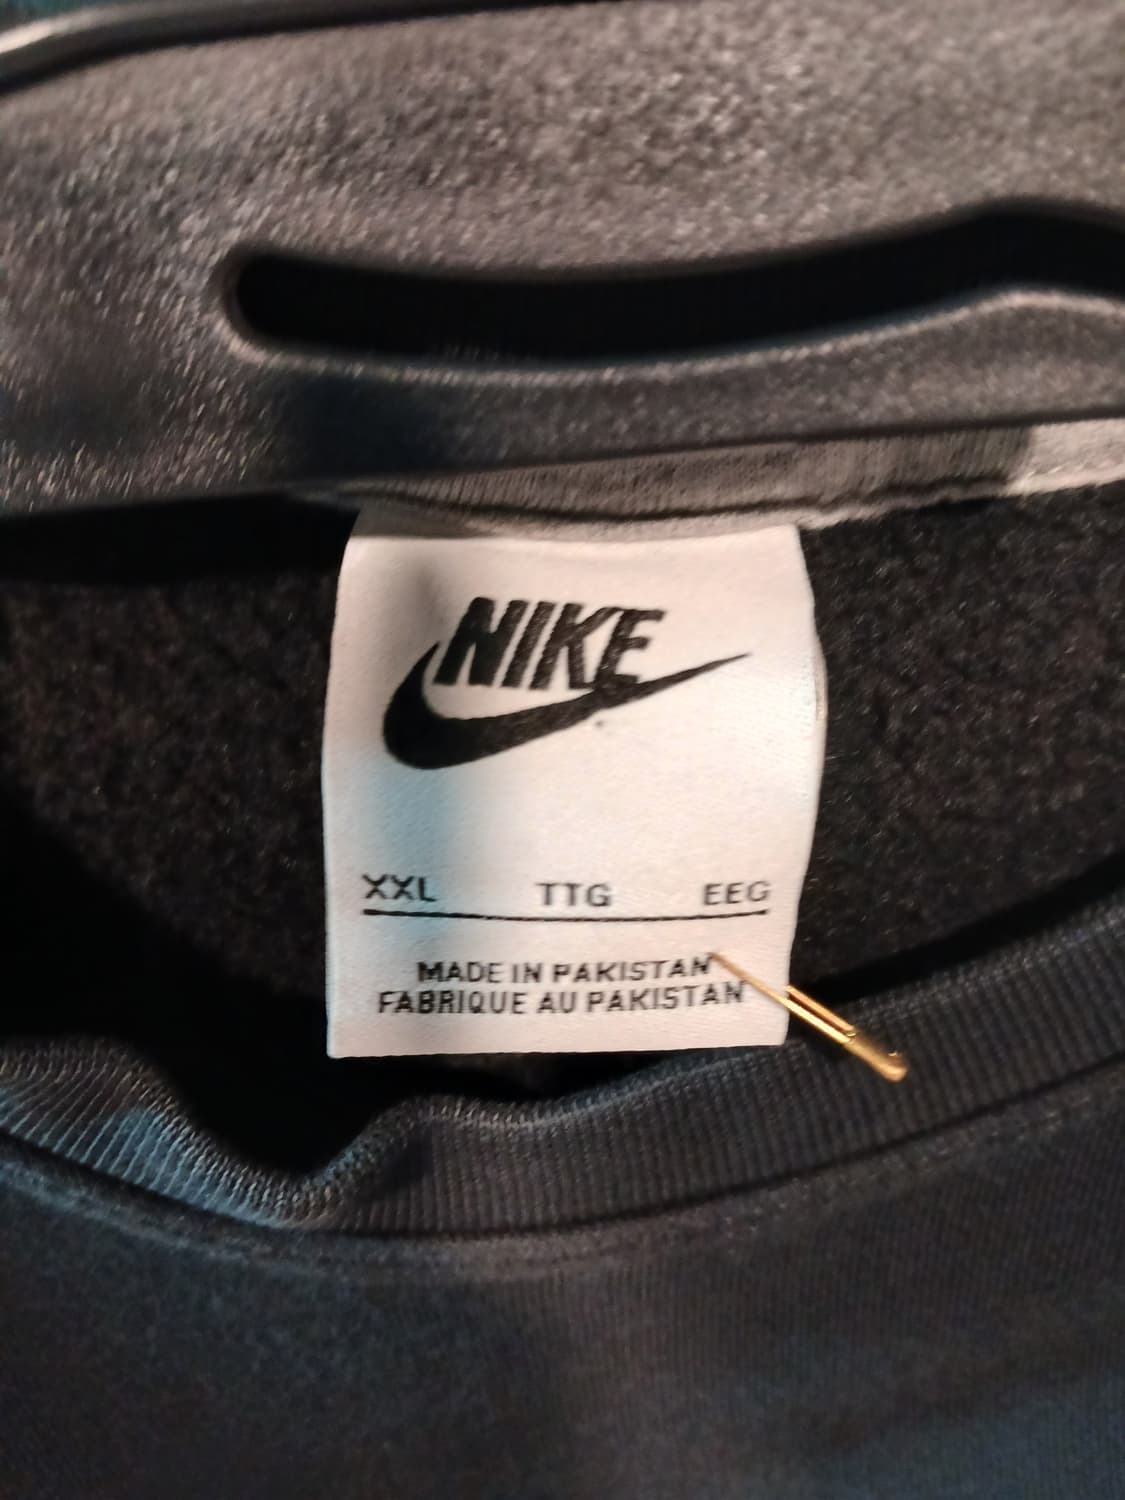 NIKE
XXL TTG EEG
MADE IN PAKISTAN
FABRIQUE AU PAKISTAN